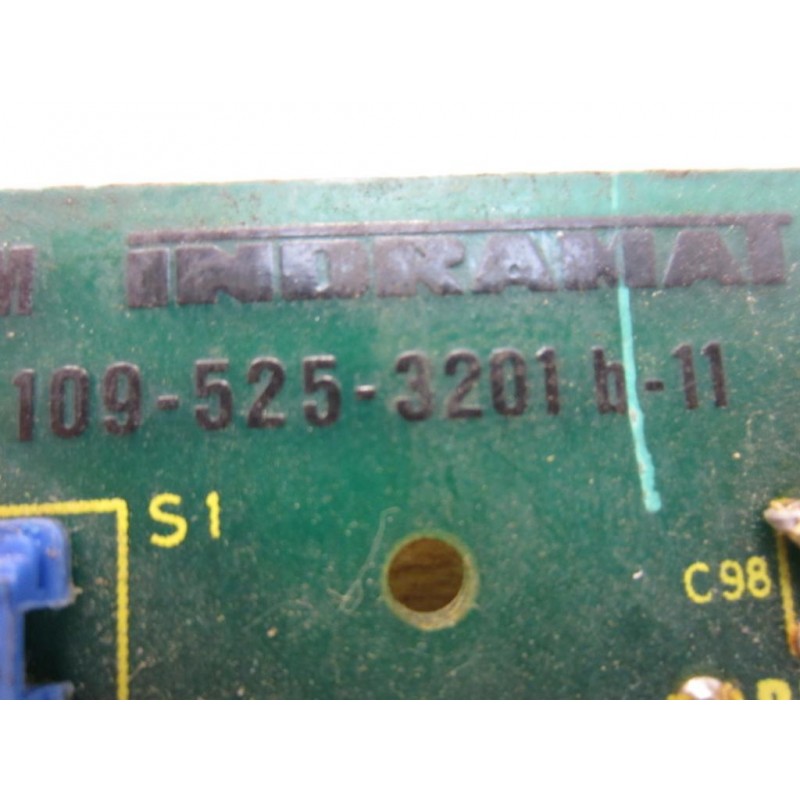 M INDRAMAT
109-525-3201 b-11
S1
C98